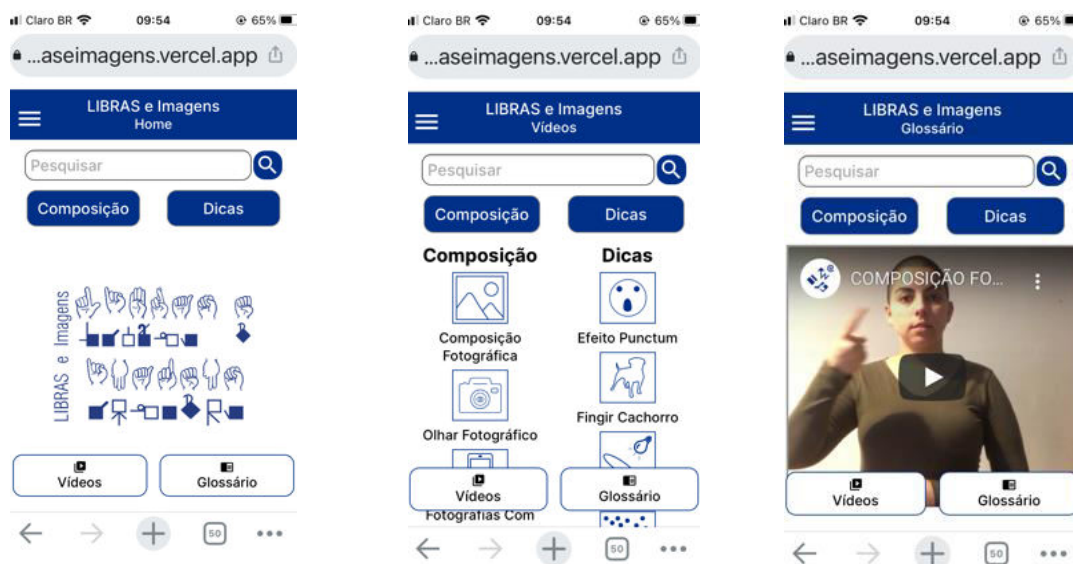 Claro BR 09:54 65%
...aseimagens.vercel.app
LIBRAS e Imagens
Home
Pesquisar
Composição Dicas
LIBRAS e Imagens
Vídeos Glossário
50
Claro BR 09:54 65%
...aseimagens.vercel.app
LIBRAS e Imagens
Vídeos
Pesquisar
Composição Dicas
Composição Dicas
Composição
Fotográfica
Efeito Punctum
Fingir Cachorro
Olhar Fotográfico
Vídeos Glossário
Fotografias Com
50
Claro BR 09:54 65%
...aseimagens.vercel.app
LIBRAS e Imagens
Glossário
Pesquisar
Composição Dicas
COMPOSIÇÃO FO...
Vídeos Glossário
50